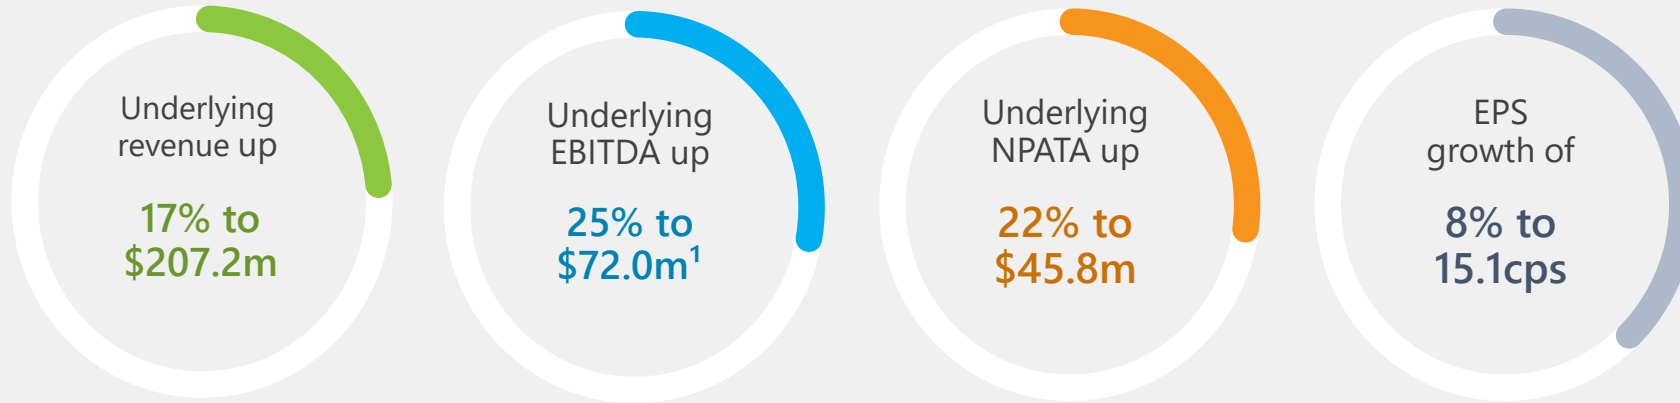 Underlying
revenue up
17% to
$207.2m
Underlying
EBITDA up
25% to
$72.0m¹
Underlying
NPATA up
22% to
$45.8m
EPS
growth of
8% to
15.1cps